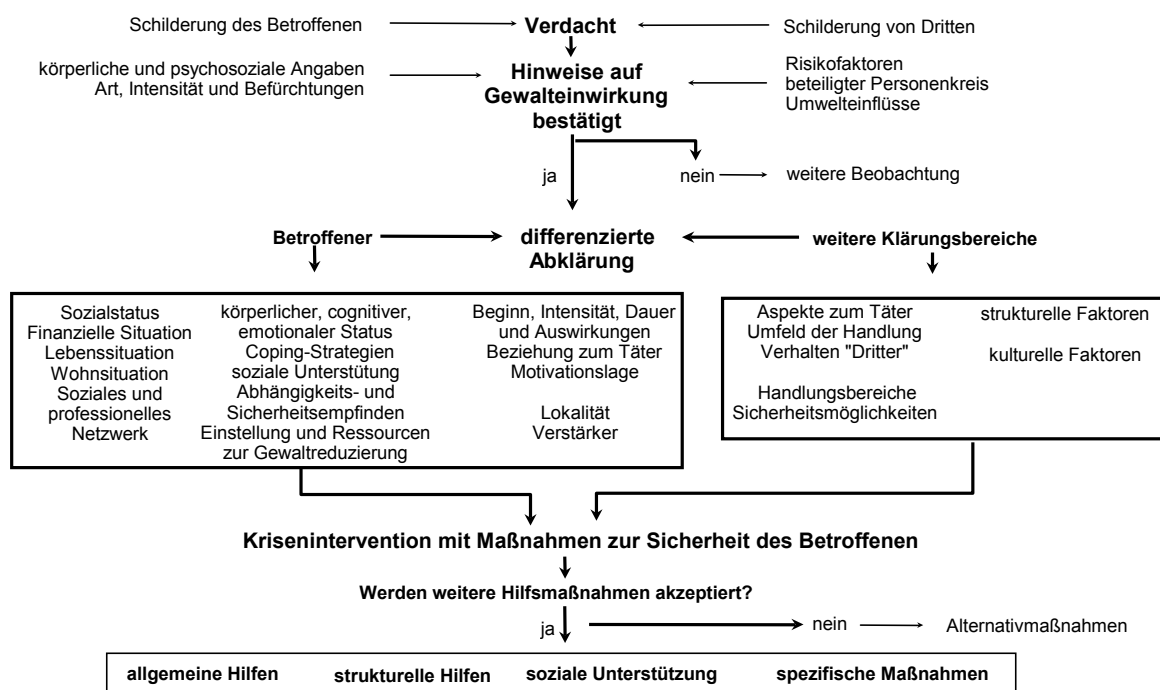 Schilderung des Betroffenen
Verdacht
Schilderung von Dritten
körperliche und psychosoziale Angaben
Art, Intensität und Befürchtungen
Hinweise auf
Gewalteinwirkung
bestätigt
Risikofaktoren
beteiligter Personenkreis
Umwelteinflüsse
ja
nein
weitere Beobachtung
Betroffener
differenzierte
Abklärung
weitere Klärungsbereiche
Sozialstatus
Finanzielle Situation
Lebenssituation
Wohnsituation
Soziales und
professionelles
Netzwerk
körperlicher, cognitiver,
emotionaler Status
Coping-Strategien
soziale Unterstütung
Abhängigkeits- und
Sicherheitsempfinden
Einstellung und Ressourcen
zur Gewaltreduzierung
Beginn, Intensität, Dauer
und Auswirkungen
Beziehung zum Täter
Motivationslage
Lokalität
Verstärker
Aspekte zum Täter
Umfeld der Handlung
Verhalten "Dritter"
Handlungsbereiche
Sicherheitsmöglichkeiten
strukturelle Faktoren
kulturelle Faktoren
Krisenintervention mit Maßnahmen zur Sicherheit des Betroffenen
Werden weitere Hilfsmaßnahmen akzeptiert?
ja
nein
Alternativmaßnahmen
allgemeine Hilfen
strukturelle Hilfen
soziale Unterstützung
spezifische Maßnahmen